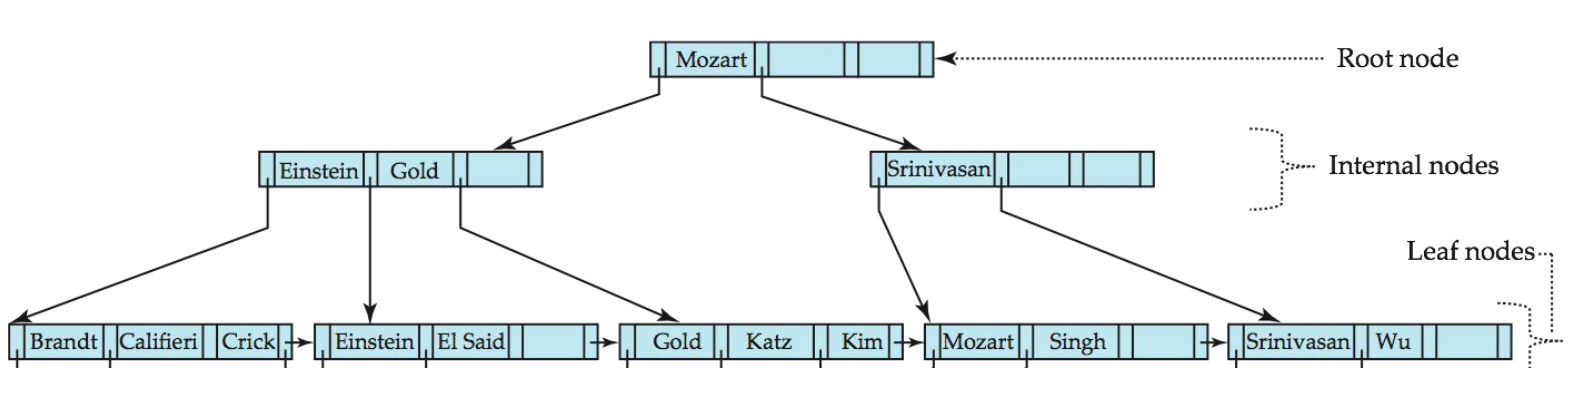 Mozart
Root node
Einstein Gold
Srinivasan
Internal nodes
Leaf nodes
Brandt Califieri Crick
Einstein El Said
Gold Katz Kim
Mozart Singh
Srinivasan Wu